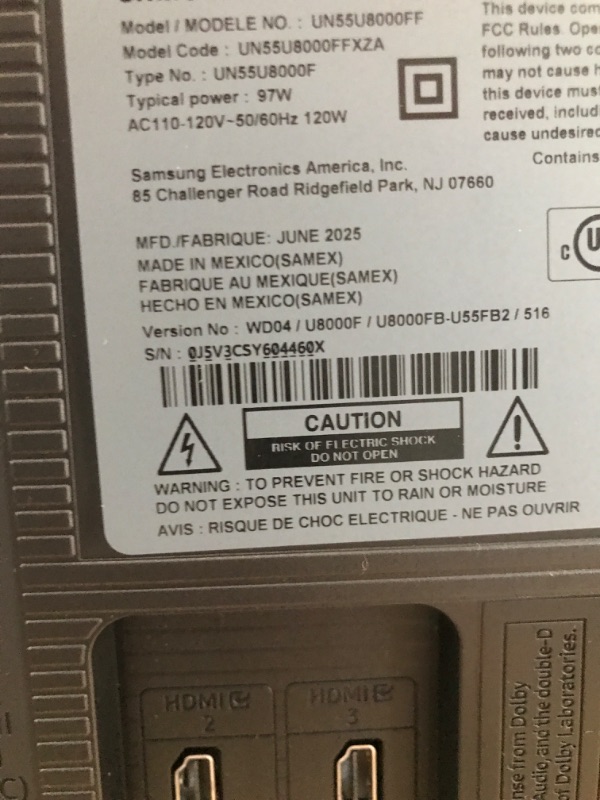 Model / MODELE NO. : UN55U8000FF
Model Code : UN55U8000FFXZA
Type No. : UN55U8000F
Typical power : 97W
AC110-120V~50/60Hz 120W
This device com
FCC Rules. Ope
following two co
may not cause h
this device must
received, includ
cause undesired
Contains
Samsung Electronics America, Inc.
85 Challenger Road Ridgefield Park, NJ 07660
MFD./FABRIQUE: JUNE 2025
MADE IN MEXICO(SAMEX)
FABRIQUE AU MEXIQUE(SAMEX)
HECHO EN MEXICO(SAMEX)
Version No : WD04 / U8000F / U8000FB-U55FB2 / 516
S/N : 0J5V3CSY604460X
C U
CAUTION
RISK OF ELECTRIC SHOCK
DO NOT OPEN
WARNING : TO PREVENT FIRE OR SHOCK HAZARD
DO NOT EXPOSE THIS UNIT TO RAIN OR MOISTURE
AVIS : RISQUE DE CHOC ELECTRIQUE - NE PAS OUVRIR
HDMI
2
HDMI
3
nse from Dolby
Audio, and the double-D
of Dolby Laboratories.